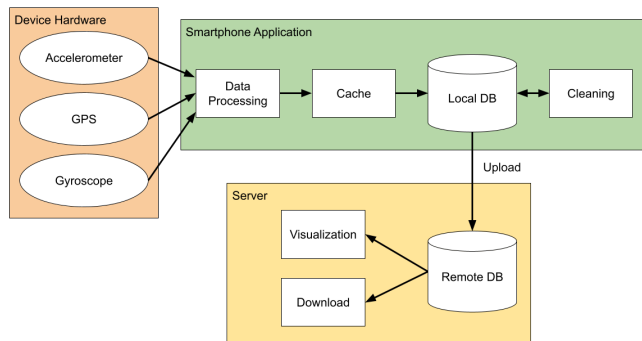 Device Hardware
Accelerometer
GPS
Gyroscope
Smartphone Application
Data
Processing
Cache
Local DB
Cleaning
Upload
Server
Visualization
Download
Remote DB